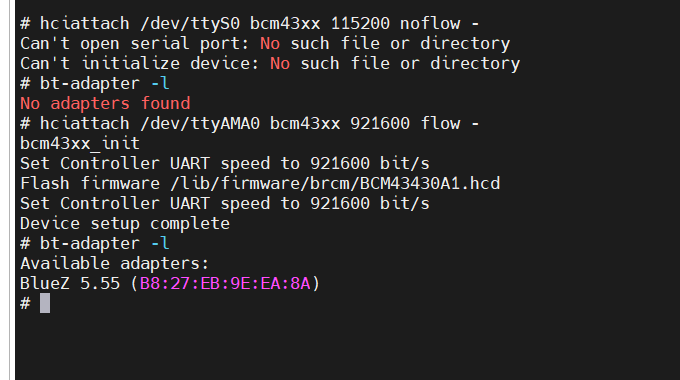 # hciattach /dev/ttyS0 bcm43xx 115200 noflow -
Can't open serial port: No such file or directory
Can't initialize device: No such file or directory
# bt-adapter -l
No adapters found
# hciattach /dev/ttyAMA0 bcm43xx 921600 flow -
bcm43xx_init
Set Controller UART speed to 921600 bit/s
Flash firmware /lib/firmware/brcm/BCM43430A1.hcd
Set Controller UART speed to 921600 bit/s
Device setup complete
# bt-adapter -l
Available adapters:
BlueZ 5.55 (B8:27:EB:9E:EA:8A)
#